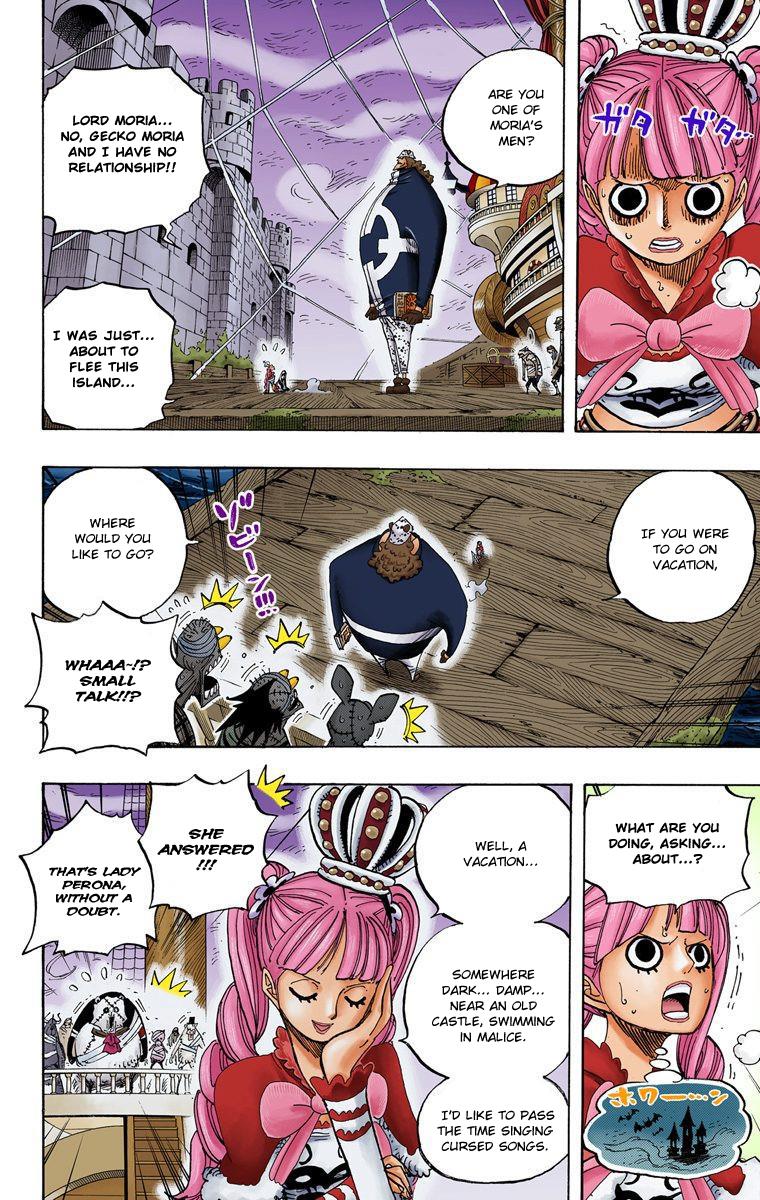 ガタ ガタ…
ARE YOU
ONE OF
MORIA'S
MEN?
LORD MORIA...
NO, GECKO MORIA
AND I HAVE NO
RELATIONSHIP!!
I WAS JUST...
ABOUT TO
FLEE THIS
ISLAND...
IF YOU WERE
TO GO ON
VACATION,
WHERE
WOULD YOU
LIKE TO GO?
ゾビーン!!!
WHAAA~!?
SMALL
TALK!!?
WHAT ARE YOU
DOING, ASKING...
ABOUT...?
ホワー…ン
WELL, A
VACATION...
SOMEWHERE
DARK... DAMP...
NEAR AN OLD
CASTLE, SWIMMING
IN MALICE.
I'D LIKE TO PASS
THE TIME SINGING
CURSED SONGS.
SHE
ANSWERED
!!!
THAT'S LADY
PERONA,
WITHOUT A
DOUBT.